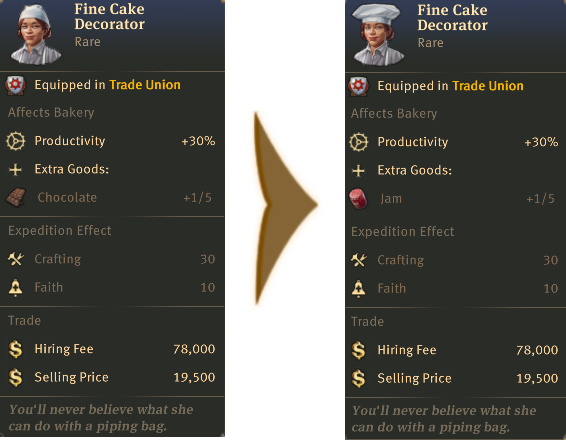 Fine Cake
Decorator
Rare
Equipped in Trade Union
Affects Bakery
Productivity +30%
Extra Goods:
Chocolate +1/5
Expedition Effect
Crafting 30
Faith 10
Trade
Hiring Fee 78,000
Selling Price 19,500
You'll never believe what she
can do with a piping bag.
Fine Cake
Decorator
Rare
Equipped in Trade Union
Affects Bakery
Productivity +30%
Extra Goods:
Jam +1/5
Expedition Effect
Crafting 30
Faith 10
Trade
Hiring Fee 78,000
Selling Price 19,500
You'll never believe what she
can do with a piping bag.